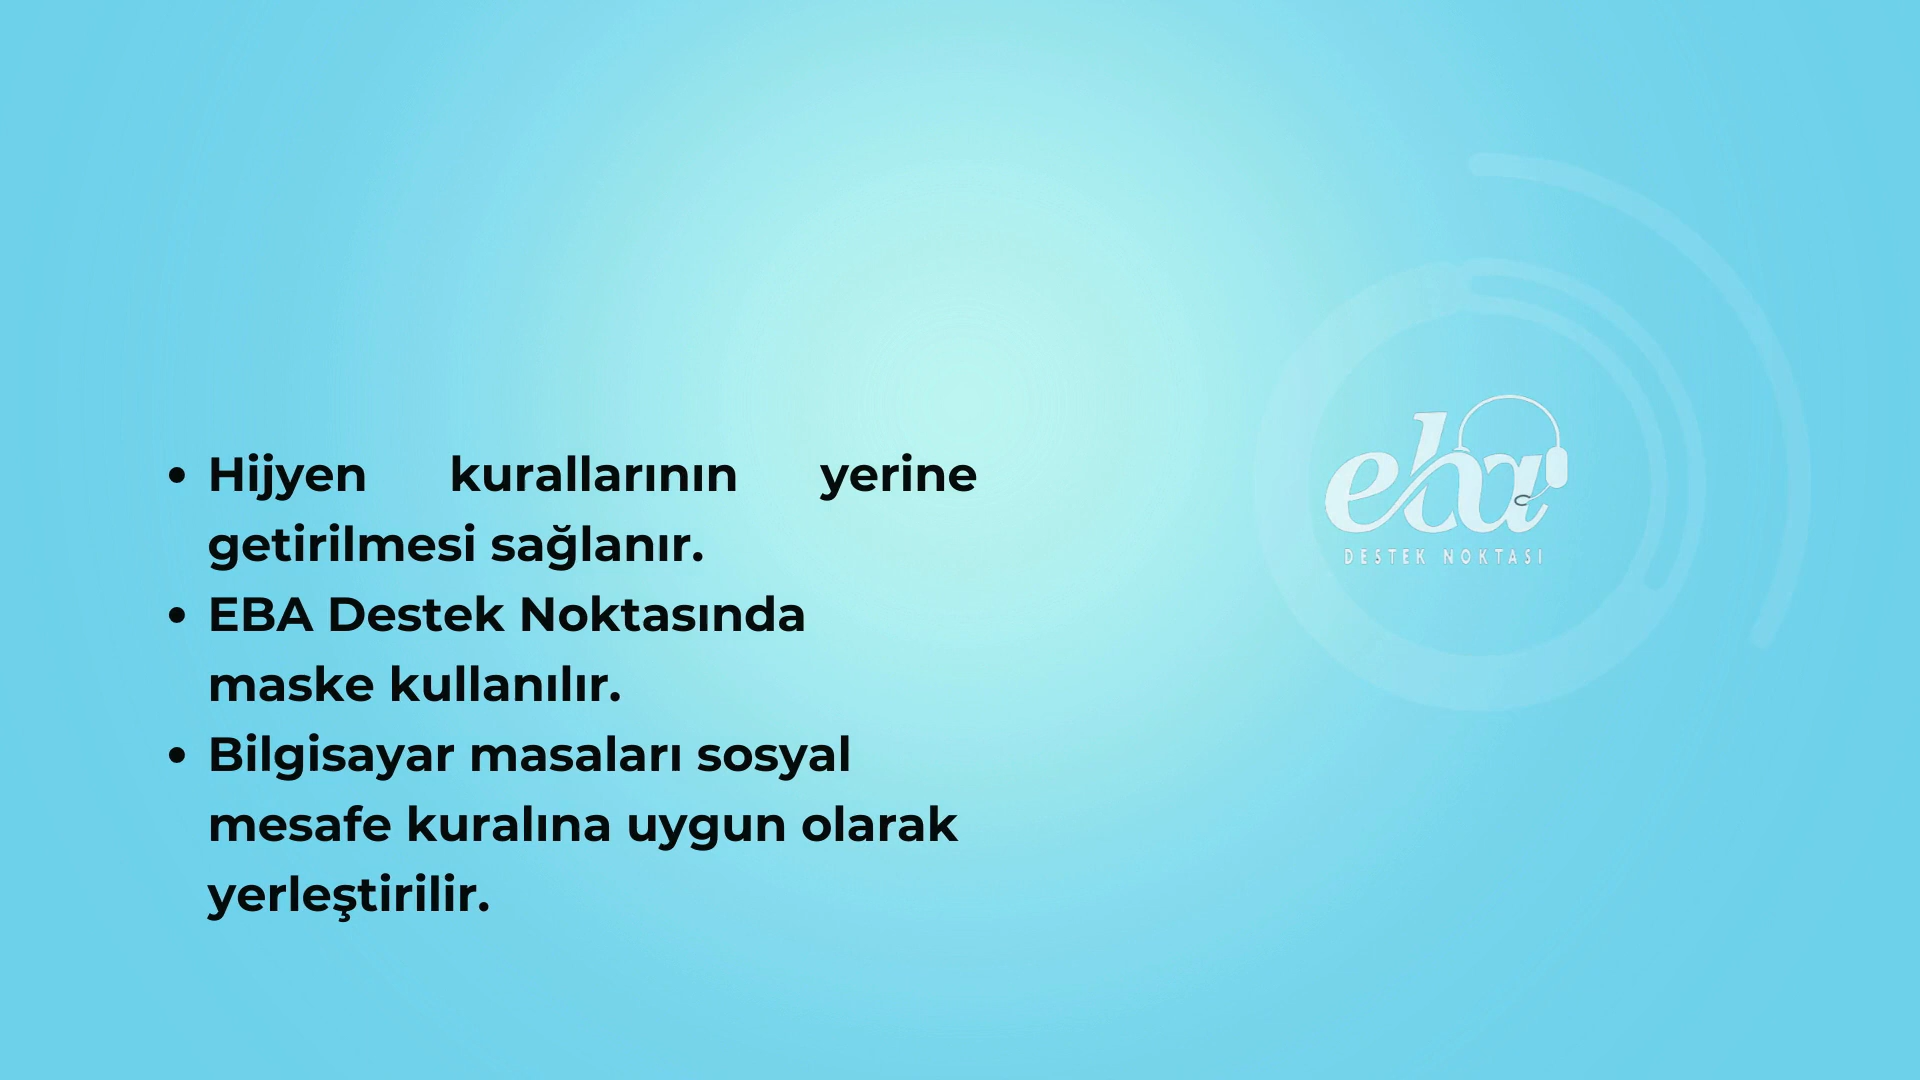 • Hijyen kurallarının yerine
getirilmesi sağlanır.
• EBA Destek Noktasında
maske kullanılır.
• Bilgisayar masaları sosyal
mesafe kuralına uygun olarak
yerleştirilir.
eba
DESTEK NOKTASI